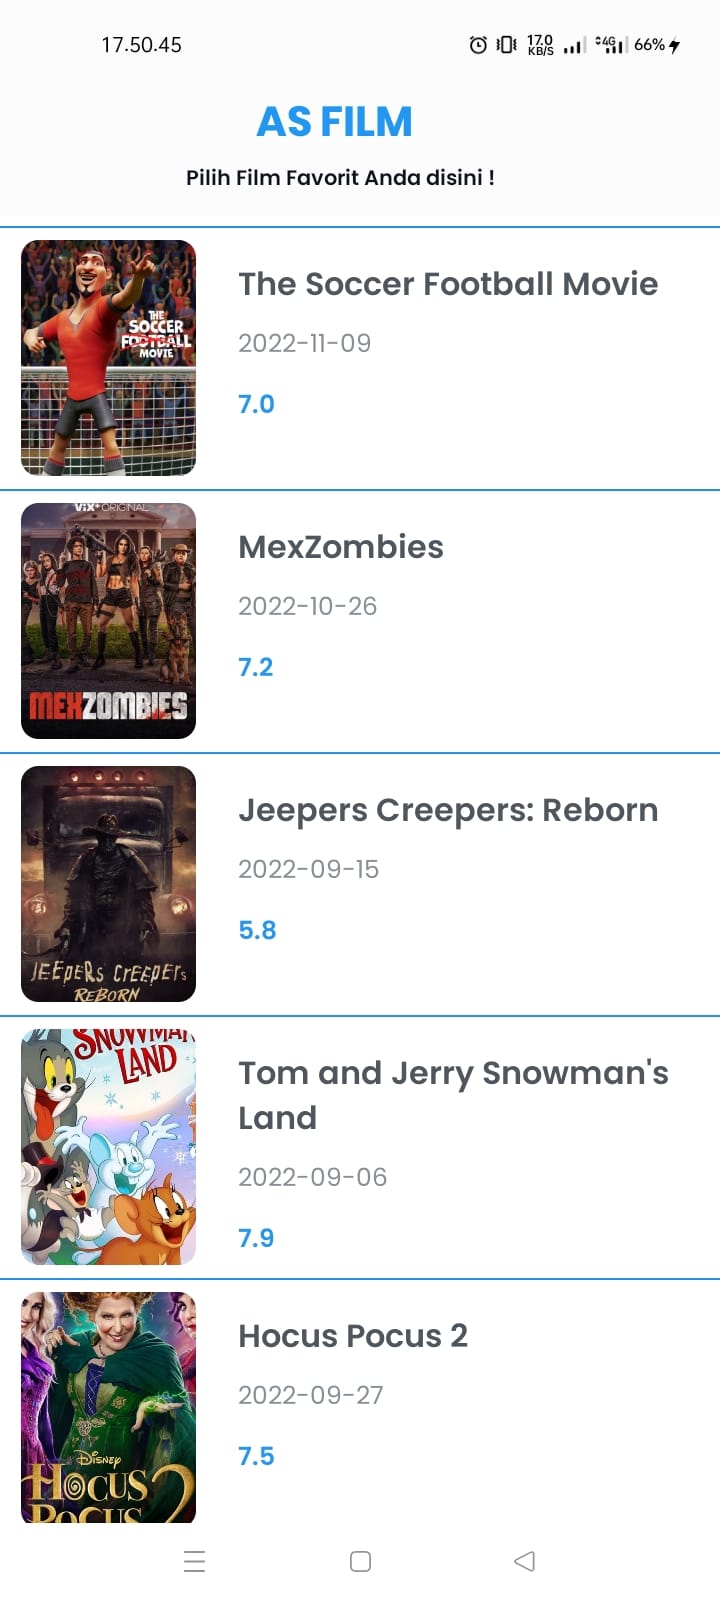 17.50.45
17.0
KB/S
4G
66%
AS FILM
Pilih Film Favorit Anda disini !
THE
SOCCER
FOOTBALL
MOVIE
The Soccer Football Movie
2022-11-09
7.0
ViX+ ORIGINAL
MEXZOMBIES
MexZombies
2022-10-26
7.2
JEEPERS CREEPERS
REBORN
Jeepers Creepers: Reborn
2022-09-15
5.8
SNOWMAN
LAND
Tom and Jerry Snowman's
Land
2022-09-06
7.9
DISNEY
HOCUS
POCUS 2
Hocus Pocus 2
2022-09-27
7.5